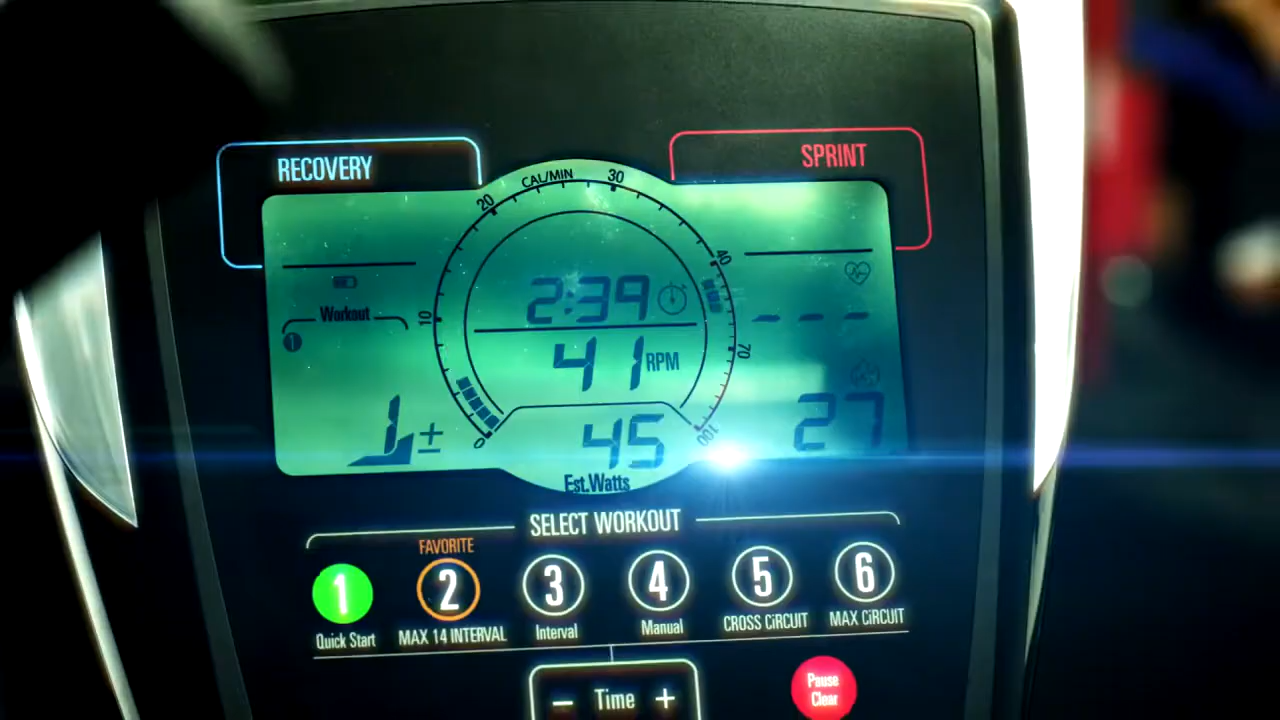 RECOVERY
SPRINT
CAL/MIN
0
10
20
30
40
70
100
Workout
1
2:39
41 RPM
- - -
1 ±
45
27
Est.Watts
SELECT WORKOUT
FAVORITE
1 2 3 4 5 6
Quick Start MAX 14 INTERVAL Interval Manual CROSS CiRCUIT MAX CiRCUIT
- Time +
Pause
Clear